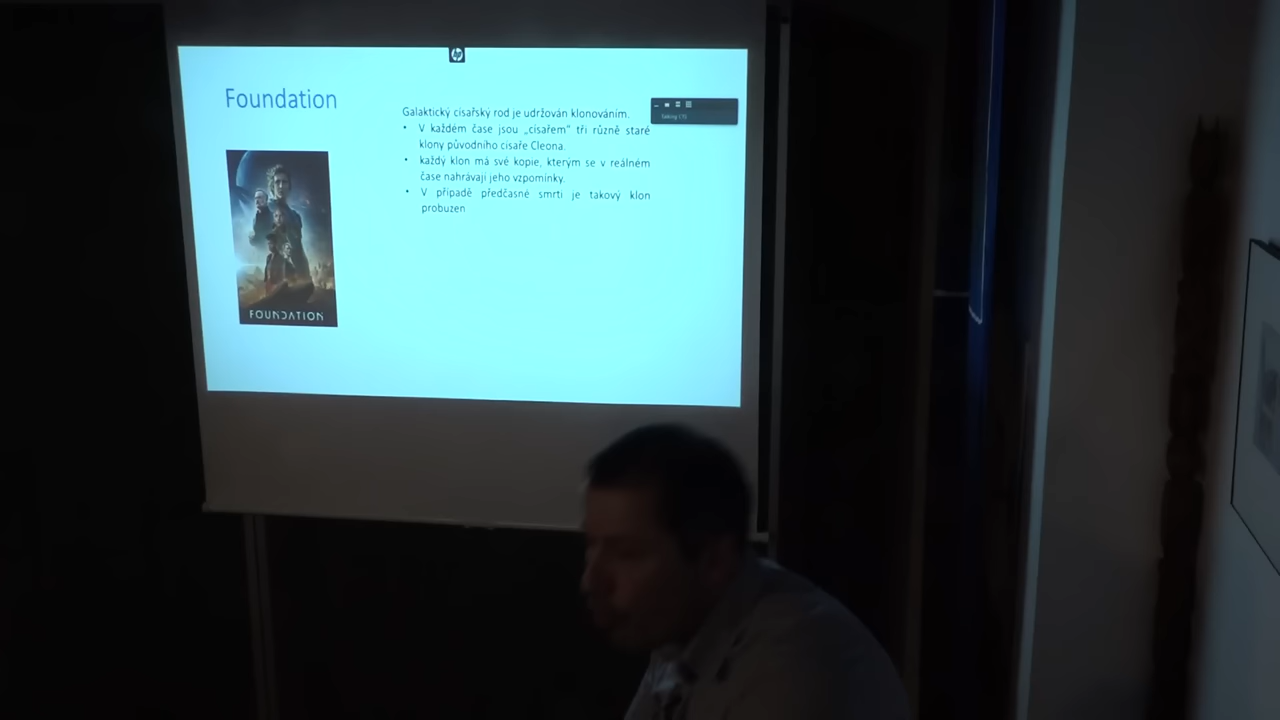 hp
Foundation
Galaktický císařský rod je udržován klonováním.
• V každém čase jsou „císařem" tři různě staré
klony původního císaře Cleona.
• každý klon má své kopie, kterým se v reálném
čase nahrávají jeho vzpomínky.
• V případě předčasné smrti je takový klon
probuzen
FOUNDATION